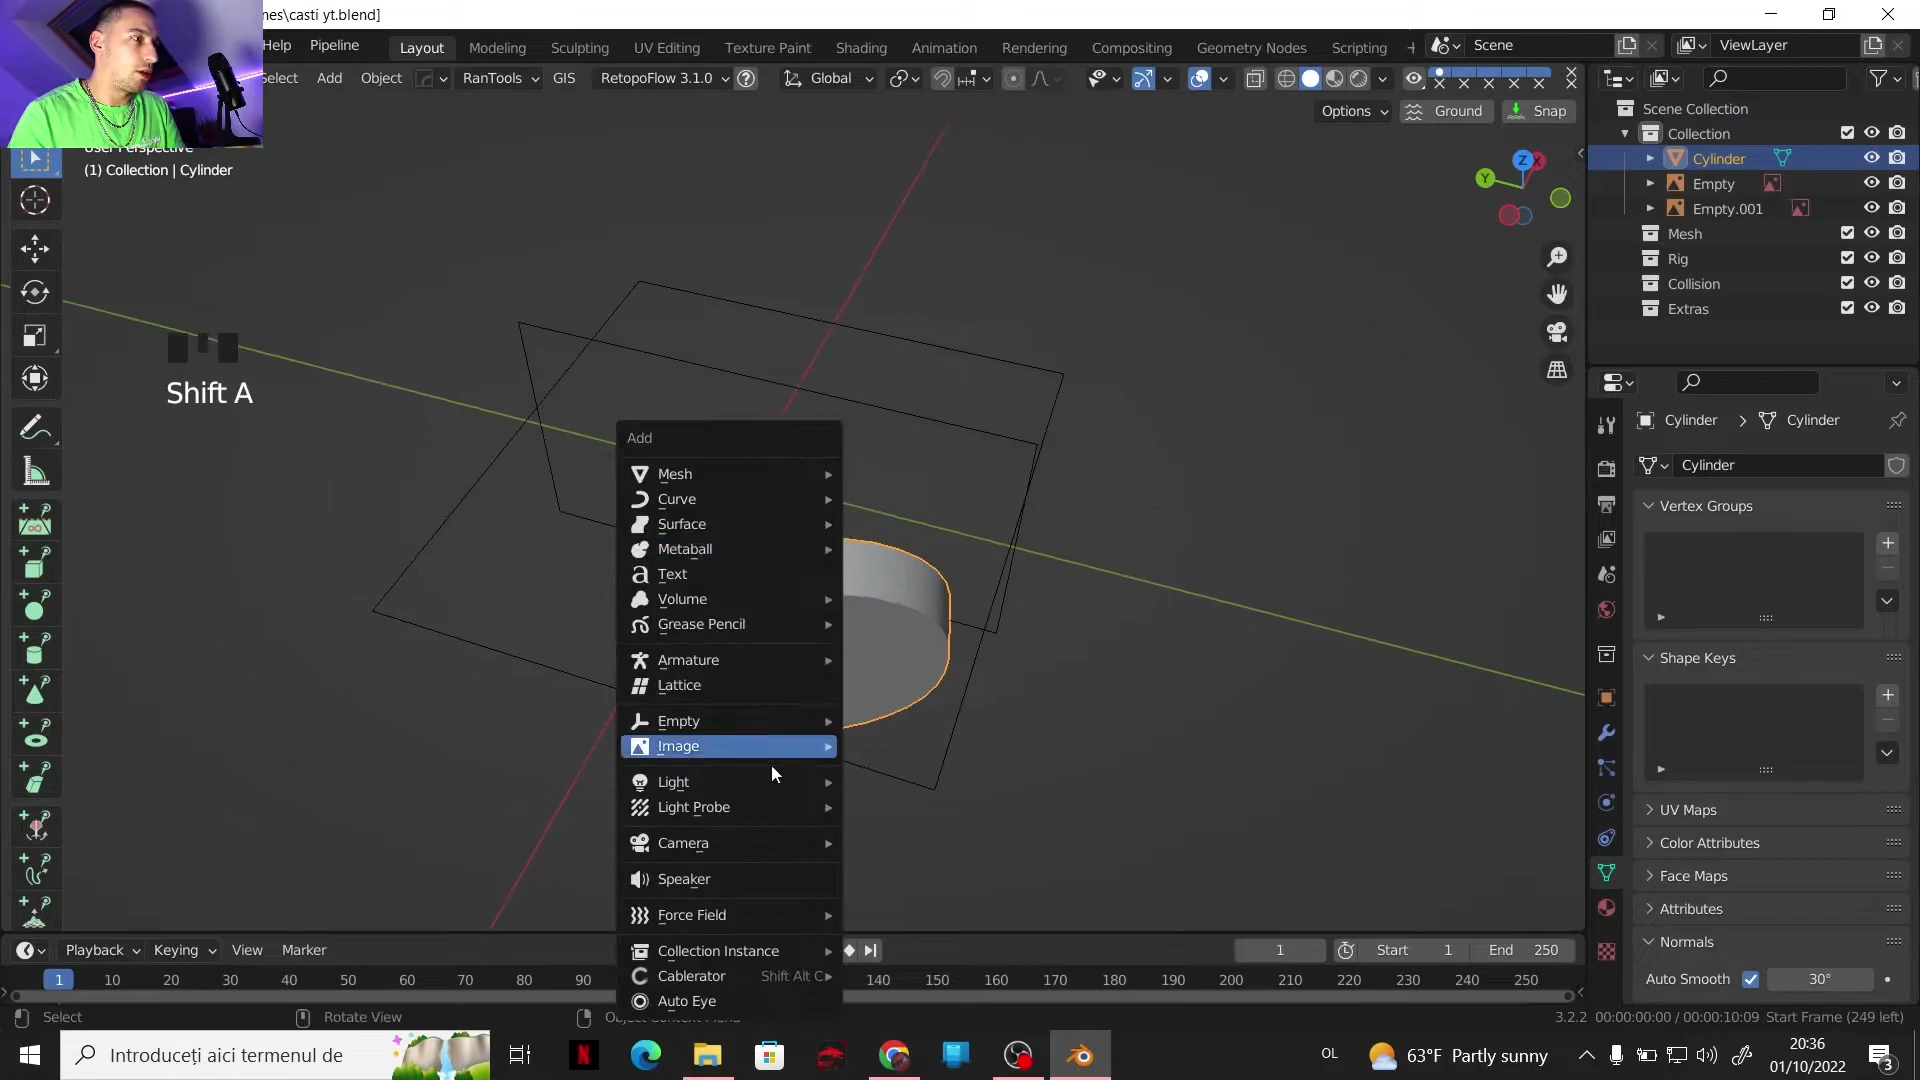 nes\casti yt.blend]
Help Pipeline Layout Modeling Sculpting UV Editing Texture Paint Shading Animation Rendering Compositing Geometry Nodes Scripting + Scene ViewLayer
Select Add Object RanTools GIS RetopoFlow 3.1.0 ? Global
Options Ground Snap
(1) Collection | Cylinder
Z
X
Y
Shift A
Add
Mesh
Curve
Surface
Metaball
Text
Volume
Grease Pencil
Armature
Lattice
Empty
Image
Light
Light Probe
Camera
Speaker
Force Field
Collection Instance
Cablerator Shift Alt C
Auto Eye
Scene Collection
Collection
Cylinder
Empty
Empty.001
Mesh
Rig
Collision
Extras
Cylinder > Cylinder
Cylinder
Vertex Groups
Shape Keys
UV Maps
Color Attributes
Face Maps
Attributes
Normals
Auto Smooth 30°
Playback Keying View Marker 1 Start 1 End 250
1 10 20 30 40 50 60 70 80 90 140 150 160 170 180 190 200 210 220 230 240 250
Select Rotate View 3.2.2 00:00:00:00 / 00:00:10:09 Start Frame (249 left)
Introduceți aici termenul de OL 63°F Partly sunny 20:36
01/10/2022 3